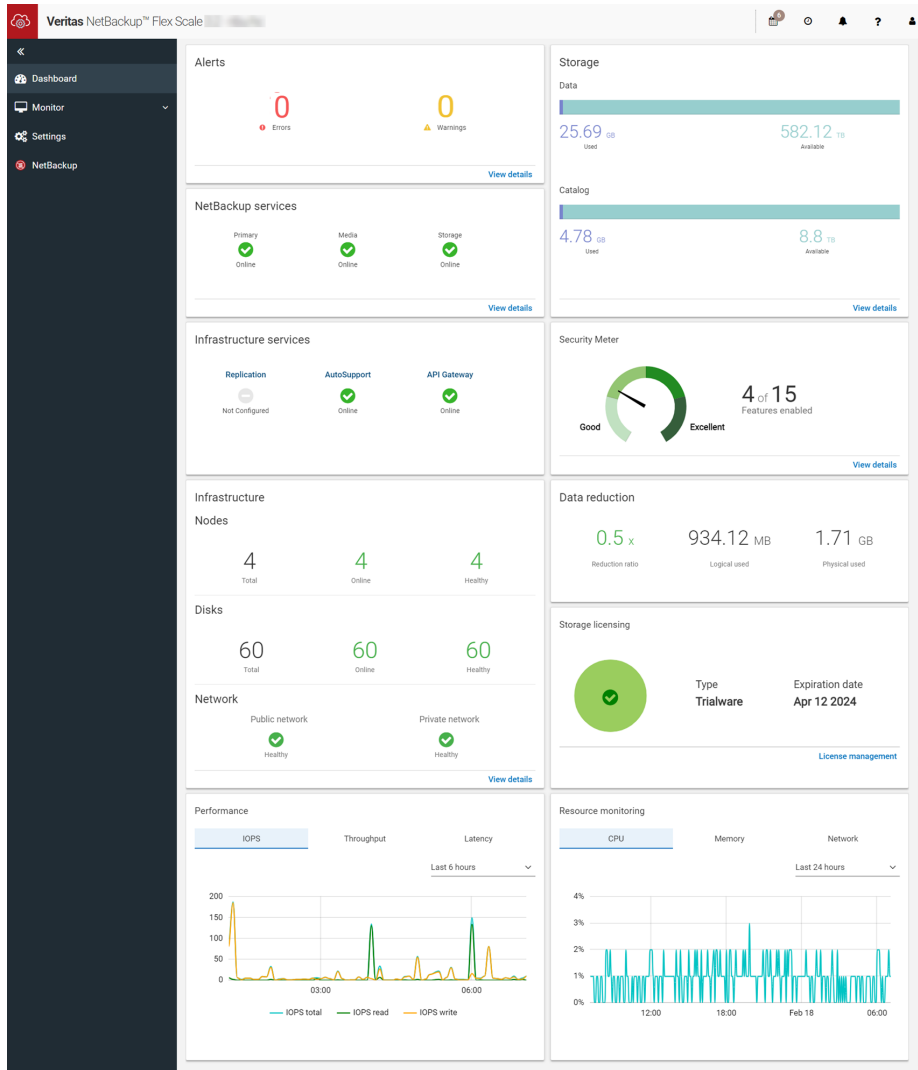 Veritas NetBackup™ Flex Scale
6
?
Dashboard
Monitor
Settings
NetBackup
Alerts
0 0
Errors Warnings
View details
NetBackup services
Primary Media Storage
Online Online Online
View details
Infrastructure services
Replication AutoSupport API Gateway
Not Configured Online Online
Infrastructure
Nodes
4 4 4
Total Online Healthy
Disks
60 60 60
Total Online Healthy
Network
Public network Private network
Healthy Healthy
View details
Performance
IOPS Throughput Latency
Last 6 hours
200
150
100
50
0
03:00 06:00
IOPS total IOPS read IOPS write
Storage
Data
25.69 GB 582.12 TB
Used Available
Catalog
4.78 GB 8.8 TB
Used Available
View details
Security Meter
4 of 15
Features enabled
Good Excellent
View details
Data reduction
0.5 x 934.12 MB 1.71 GB
Reduction ratio Logical used Physical used
Storage licensing
Type Expiration date
Trialware Apr 12 2024
License management
Resource monitoring
CPU Memory Network
Last 24 hours
4%
3%
2%
1%
0%
12:00 18:00 Feb 18 06:00